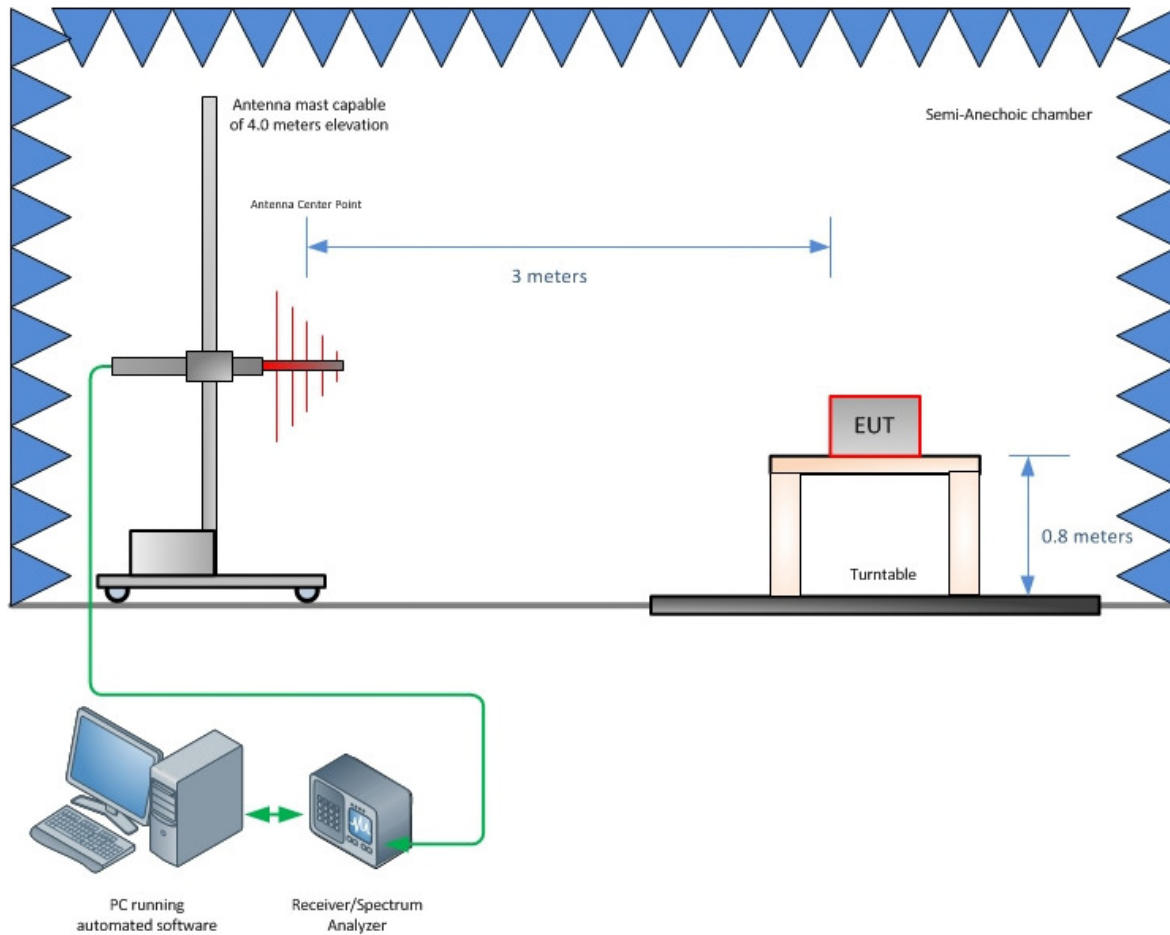 Antenna mast capable
of 4.0 meters elevation
Semi-Anechoic chamber
Antenna Center Point
3 meters
EUT
0.8 meters
Turntable
PC running
automated software
Receiver/Spectrum
Analyzer